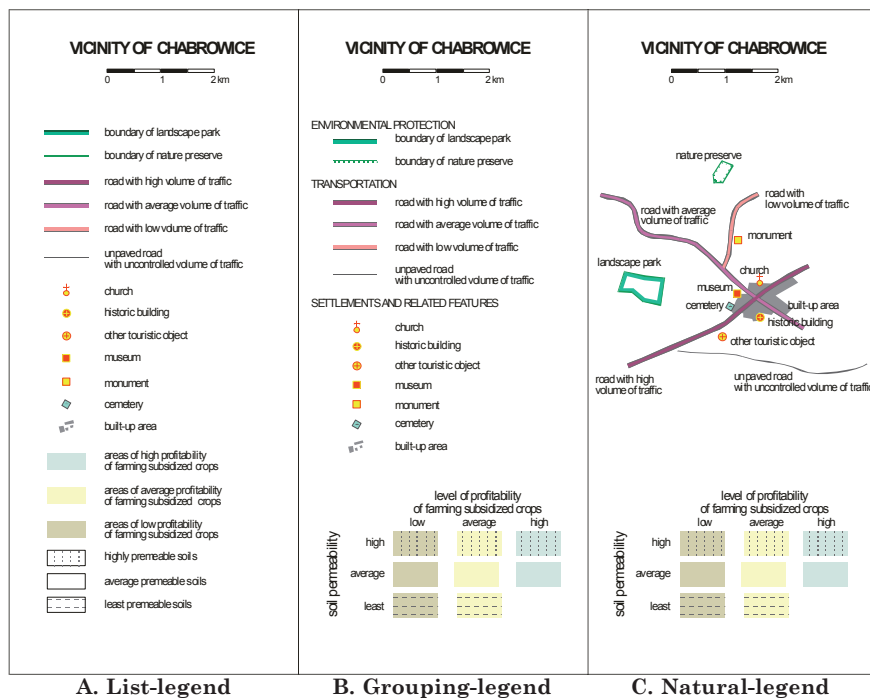 VICINITY OF CHABROWICE
0 1 2 km
boundary of landscape park
boundary of nature preserve
road with high volume of traffic
road with average volume of traffic
road with low volume of traffic
unpaved road
with uncontrolled volume of traffic
church
historic building
other touristic object
museum
monument
cemetery
built-up area
areas of high profitability
of farming subsidized crops
areas of average profitability
of farming subsidized crops
areas of low profitability
of farming subsidized crops
highly permeable soils
average permeable soils
least permeable soils
A. List-legend
VICINITY OF CHABROWICE
0 1 2 km
ENVIRONMENTAL PROTECTION
boundary of landscape park
boundary of nature preserve
TRANSPORTATION
road with high volume of traffic
road with average volume of traffic
road with low volume of traffic
unpaved road
with uncontrolled volume of traffic
SETTLEMENTS AND RELATED FEATURES
church
historic building
other touristic object
museum
monument
cemetery
built-up area
level of profitability
of farming subsidized crops
low average high
soil permeability
high
average
least
B. Grouping-legend
VICINITY OF CHABROWICE
0 1 2 km
nature preserve
road with
low volume of traffic
road with average
volume of traffic
monument
landscape park
church
museum
cemetery
built-up area
historic building
other touristic object
road with high
volume of traffic
unpaved road
with uncontrolled volume of traffic
level of profitability
of farming subsidized crops
low average high
soil permeability
high
average
least
C. Natural-legend